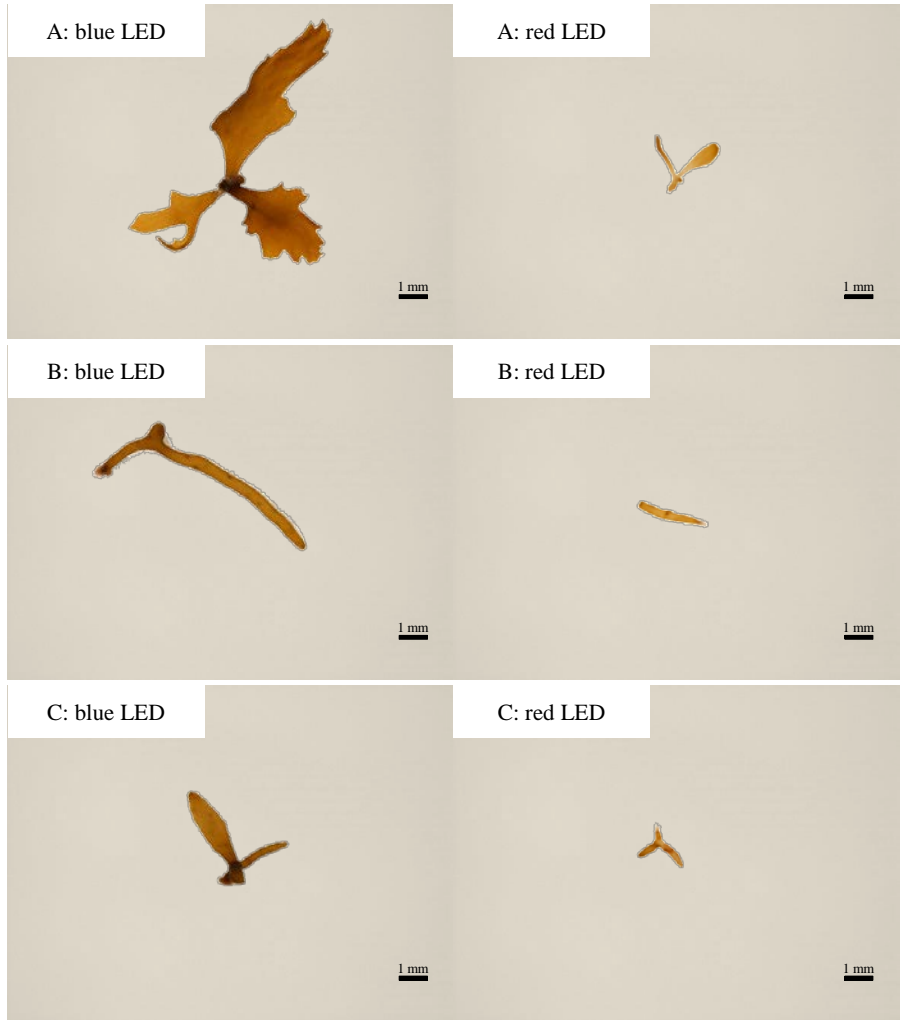 A: blue LED
A: red LED
1 mm
1 mm
B: blue LED
B: red LED
1 mm
1 mm
C: blue LED
C: red LED
1 mm
1 mm